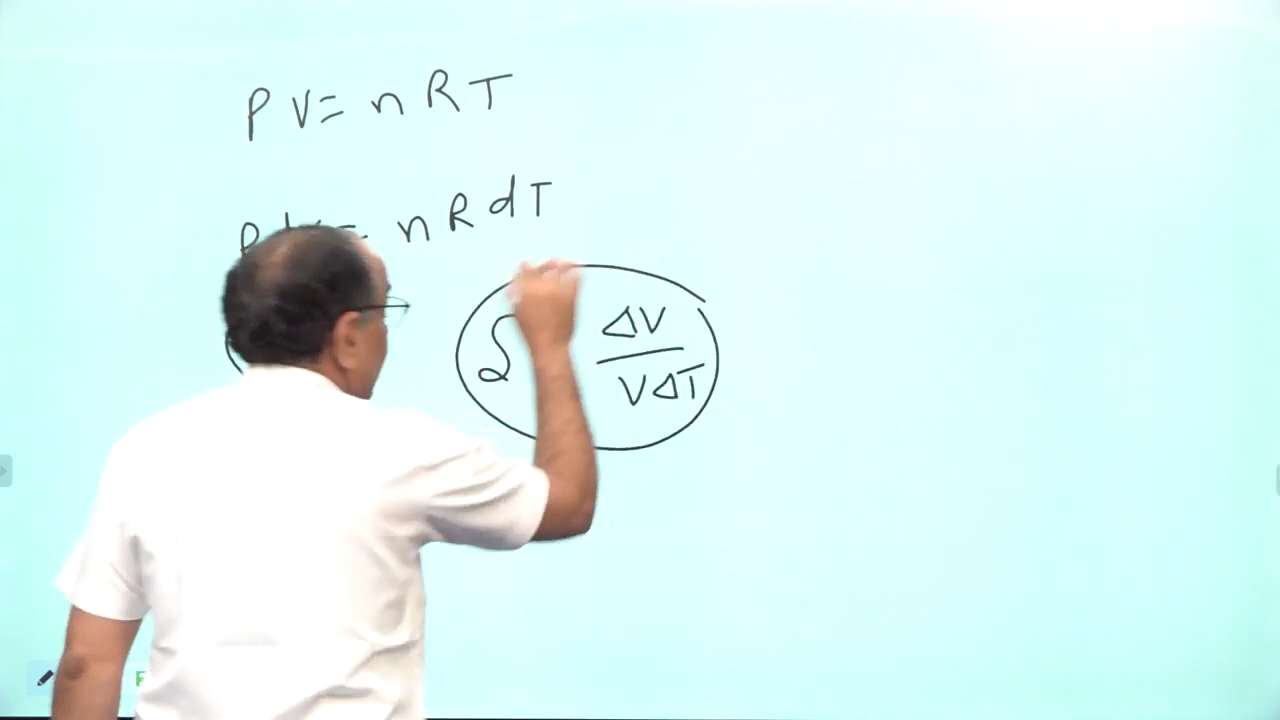 PV = nRT
P = nRdT
ΔV
VΔT